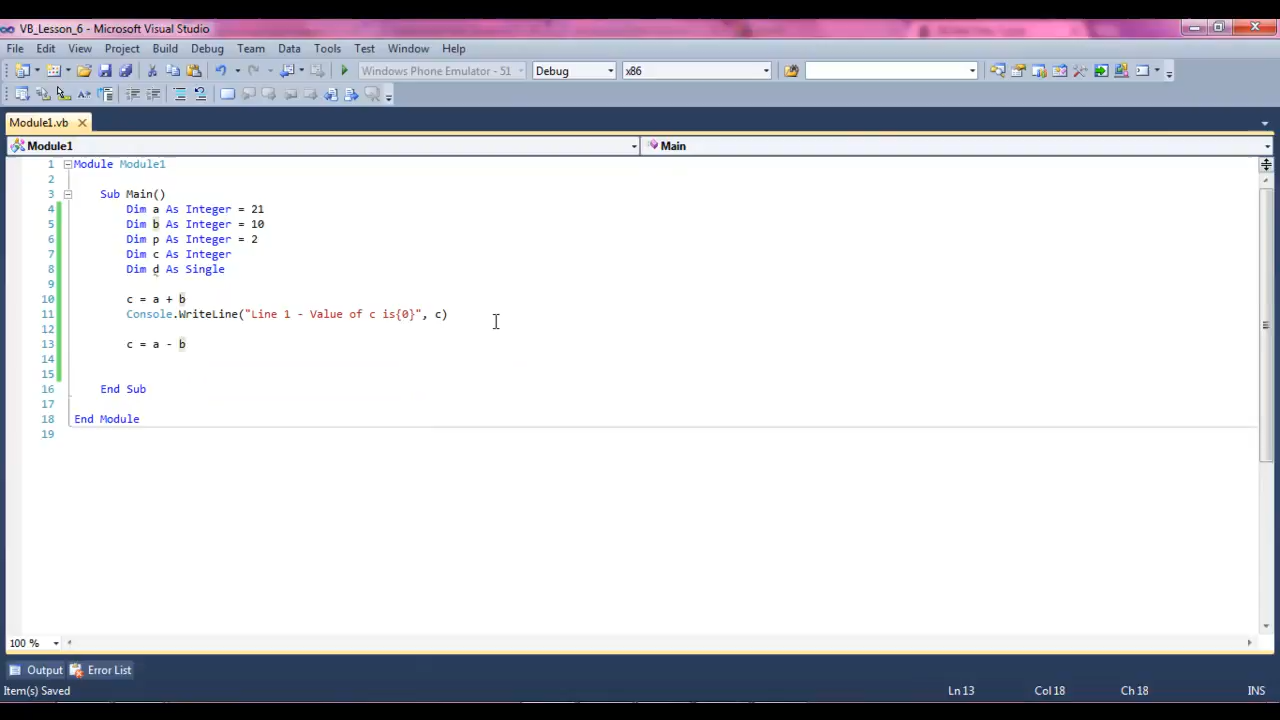 VB_Lesson_6 - Microsoft Visual Studio
File Edit View Project Build Debug Team Data Tools Test Window Help
Windows Phone Emulator - 51 Debug x86
Module1.vb
Module1 Main
1 Module Module1
2
3 Sub Main()
4 Dim a As Integer = 21
5 Dim b As Integer = 10
6 Dim p As Integer = 2
7 Dim c As Integer
8 Dim d As Single
9
10 c = a + b
11 Console.WriteLine("Line 1 - Value of c is{0}", c)
12
13 c = a - b
14
15
16 End Sub
17
18 End Module
19
100 %
Output Error List
Item(s) Saved Ln 13 Col 18 Ch 18 INS